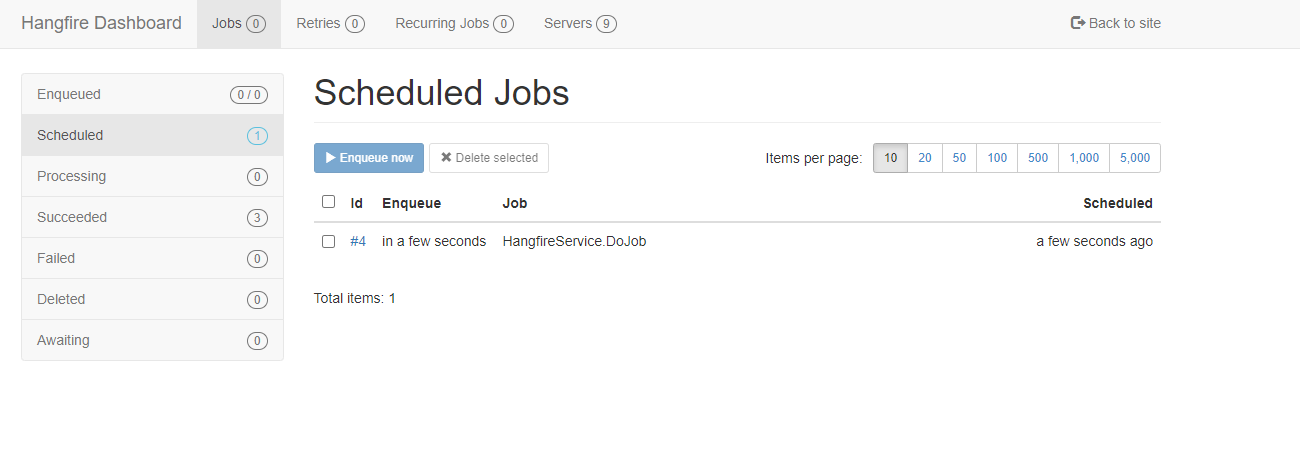 Hangfire Dashboard Jobs 0 Retries 0 Recurring Jobs 0 Servers 9 Back to site
Enqueued 0 / 0
Scheduled 1
Processing 0
Succeeded 3
Failed 0
Deleted 0
Awaiting 0
Scheduled Jobs
Enqueue now Delete selected Items per page: 10 20 50 100 500 1,000 5,000
Id Enqueue Job Scheduled
#4 in a few seconds HangfireService.DoJob a few seconds ago
Total items: 1